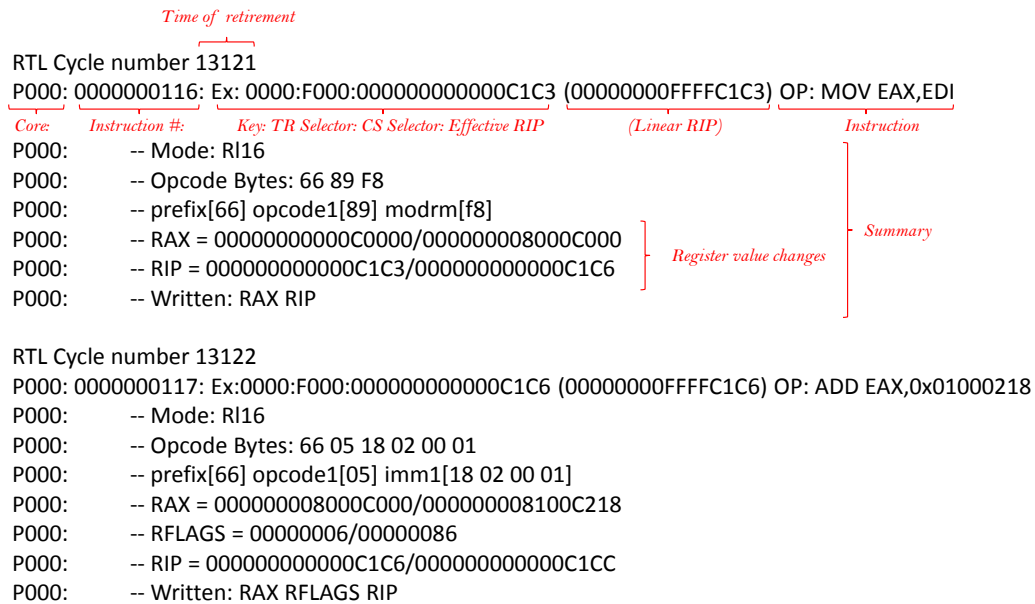 Time of retirement
RTL Cycle number 13121
P000: 0000000116: Ex: 0000:F000:000000000000C1C3 (00000000FFFFC1C3) OP: MOV EAX,EDI
Core: Instruction #: Key: TR Selector: CS Selector: Effective RIP (Linear RIP) Instruction
P000: -- Mode: Rl16
P000: -- Opcode Bytes: 66 89 F8
P000: -- prefix[66] opcode1[89] modrm[f8]
P000: -- RAX = 00000000000C0000/000000008000C000
P000: -- RIP = 000000000000C1C3/000000000000C1C6
P000: -- Written: RAX RIP
Register value changes
Summary
RTL Cycle number 13122
P000: 0000000117: Ex:0000:F000:000000000000C1C6 (00000000FFFFC1C6) OP: ADD EAX,0x01000218
P000: -- Mode: Rl16
P000: -- Opcode Bytes: 66 05 18 02 00 01
P000: -- prefix[66] opcode1[05] imm1[18 02 00 01]
P000: -- RAX = 000000008000C000/000000008100C218
P000: -- RFLAGS = 00000006/00000086
P000: -- RIP = 000000000000C1C6/000000000000C1CC
P000: -- Written: RAX RFLAGS RIP